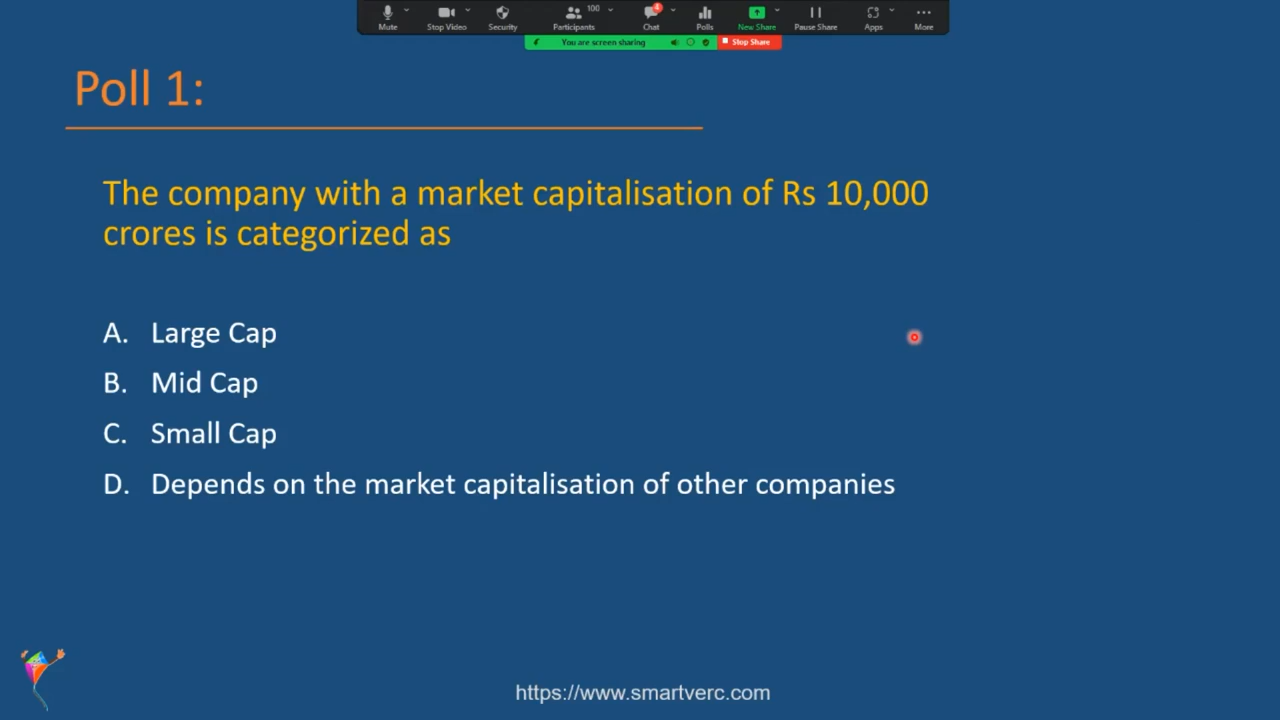 Mute
Stop Video
Security
Participants
100
Chat
4
Polls
New Share
Pause Share
Apps
More
You are screen sharing
Stop Share
Poll 1:
The company with a market capitalisation of Rs 10,000
crores is categorized as
A. Large Cap
B. Mid Cap
C. Small Cap
D. Depends on the market capitalisation of other companies
https://www.smartverc.com